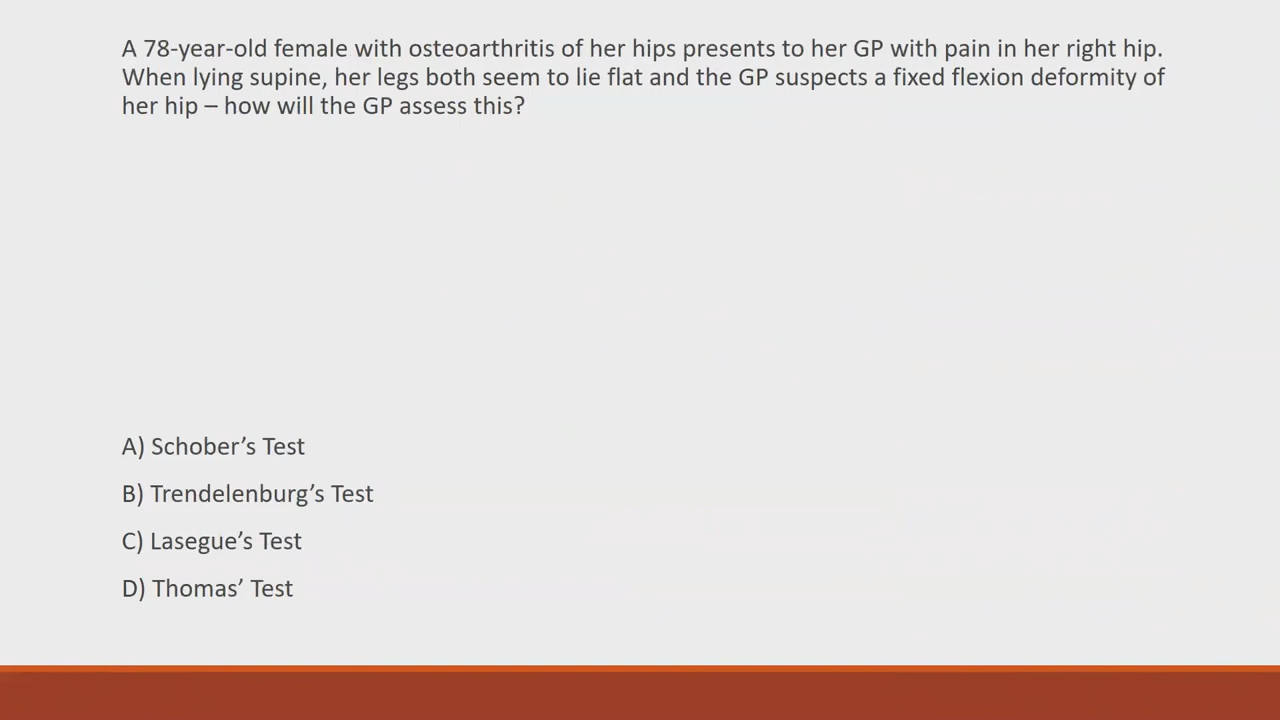 A 78-year-old female with osteoarthritis of her hips presents to her GP with pain in her right hip.
When lying supine, her legs both seem to lie flat and the GP suspects a fixed flexion deformity of
her hip – how will the GP assess this?
A) Schober’s Test
B) Trendelenburg’s Test
C) Lasegue’s Test
D) Thomas’ Test